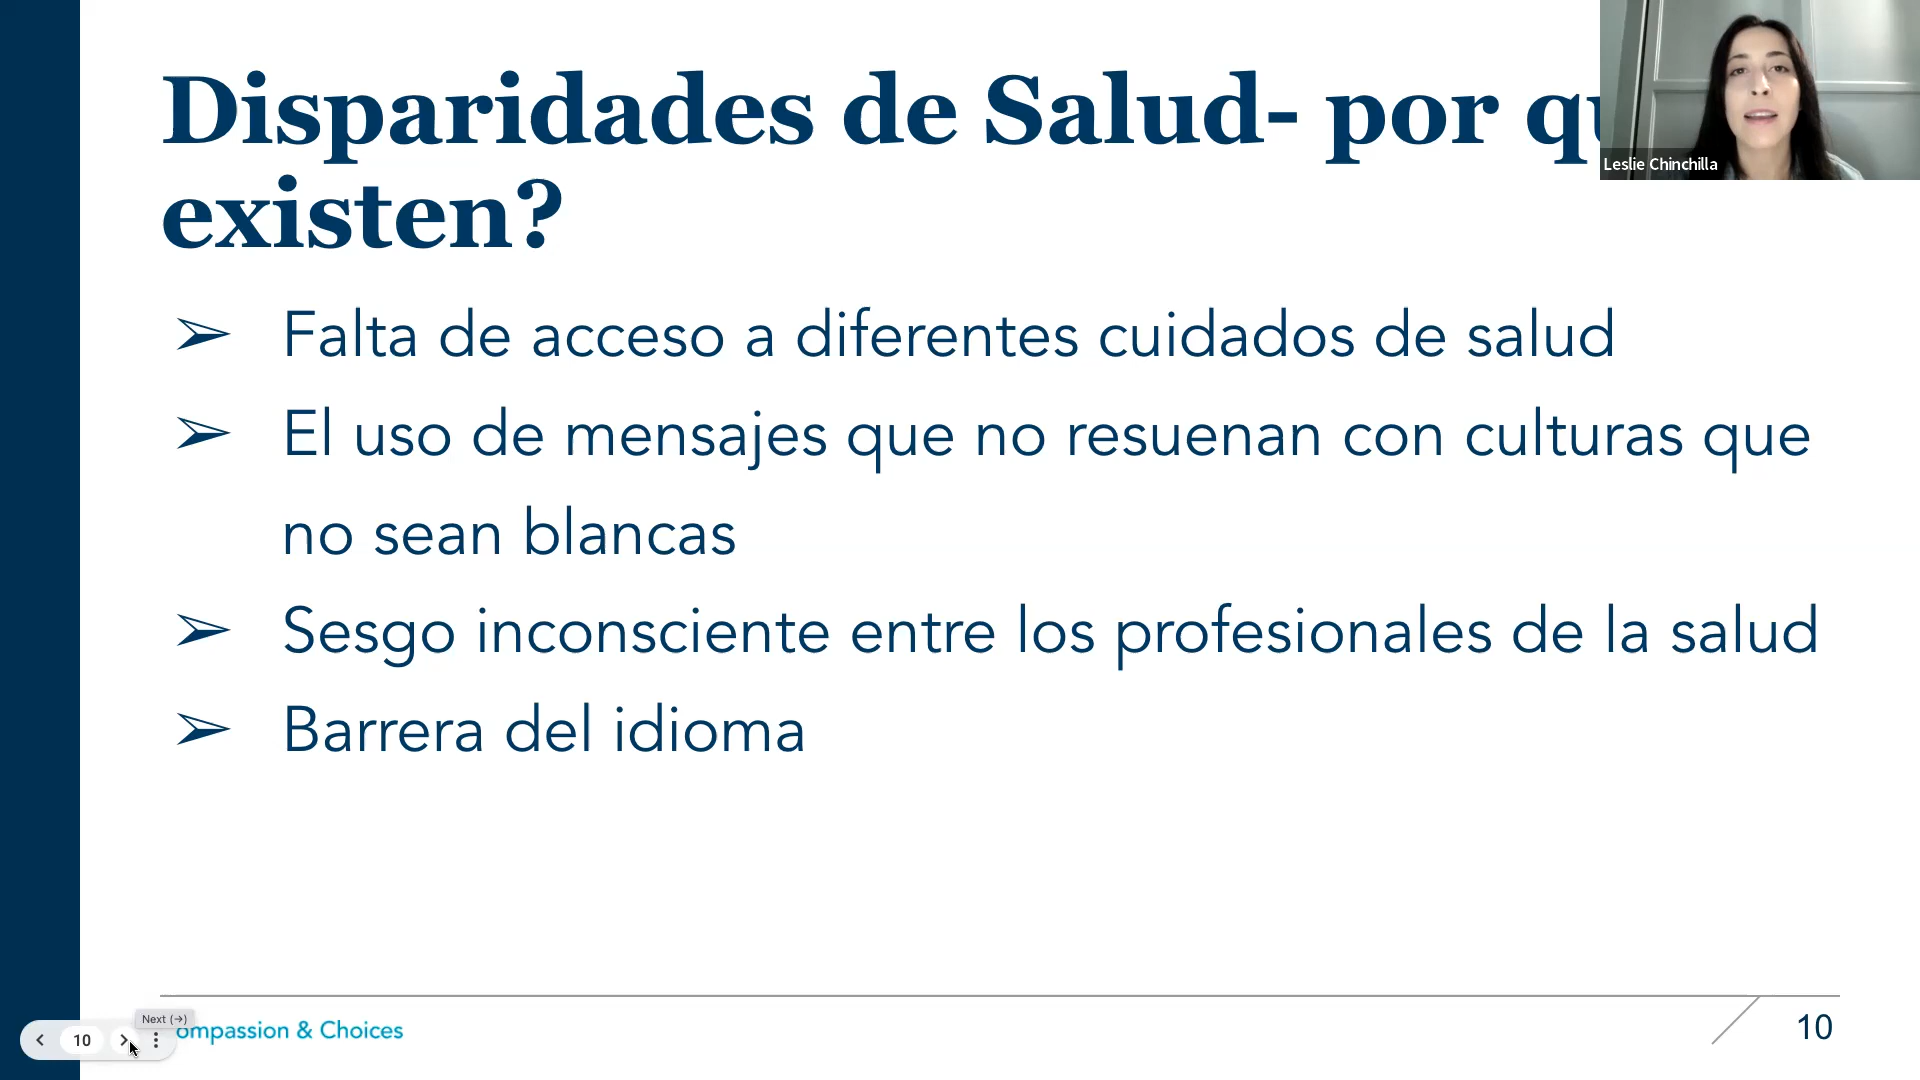 Disparidades de Salud- por
existen?
Leslie Chinchilla
➢ Falta de acceso a diferentes cuidados de salud
➢ El uso de mensajes que no resuenan con culturas que
no sean blancas
➢ Sesgo inconsciente entre los profesionales de la salud
➢ Barrera del idioma
Next (→)
10
ompassion & Choices
10